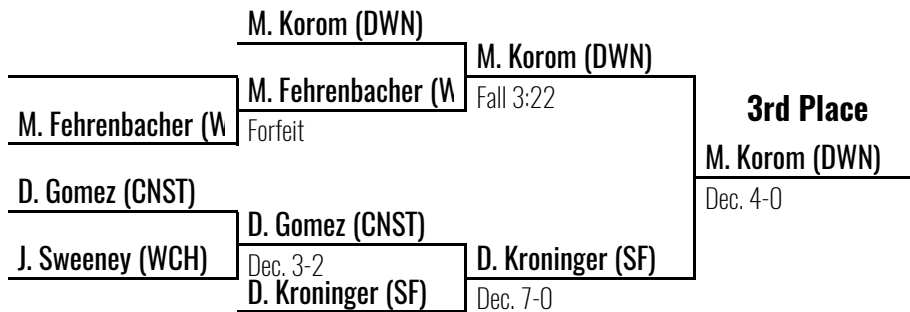 M. Korom (DWN)
M. Korom (DWN)
M. Fehrenbacher (W
Fall 3:22
3rd Place
M. Fehrenbacher (W
Forfeit
M. Korom (DWN)
D. Gomez (CNST)
Dec. 4-0
D. Gomez (CNST)
J. Sweeney (WCH)
Dec. 3-2
D. Kroninger (SF)
D. Kroninger (SF)
Dec. 7-0